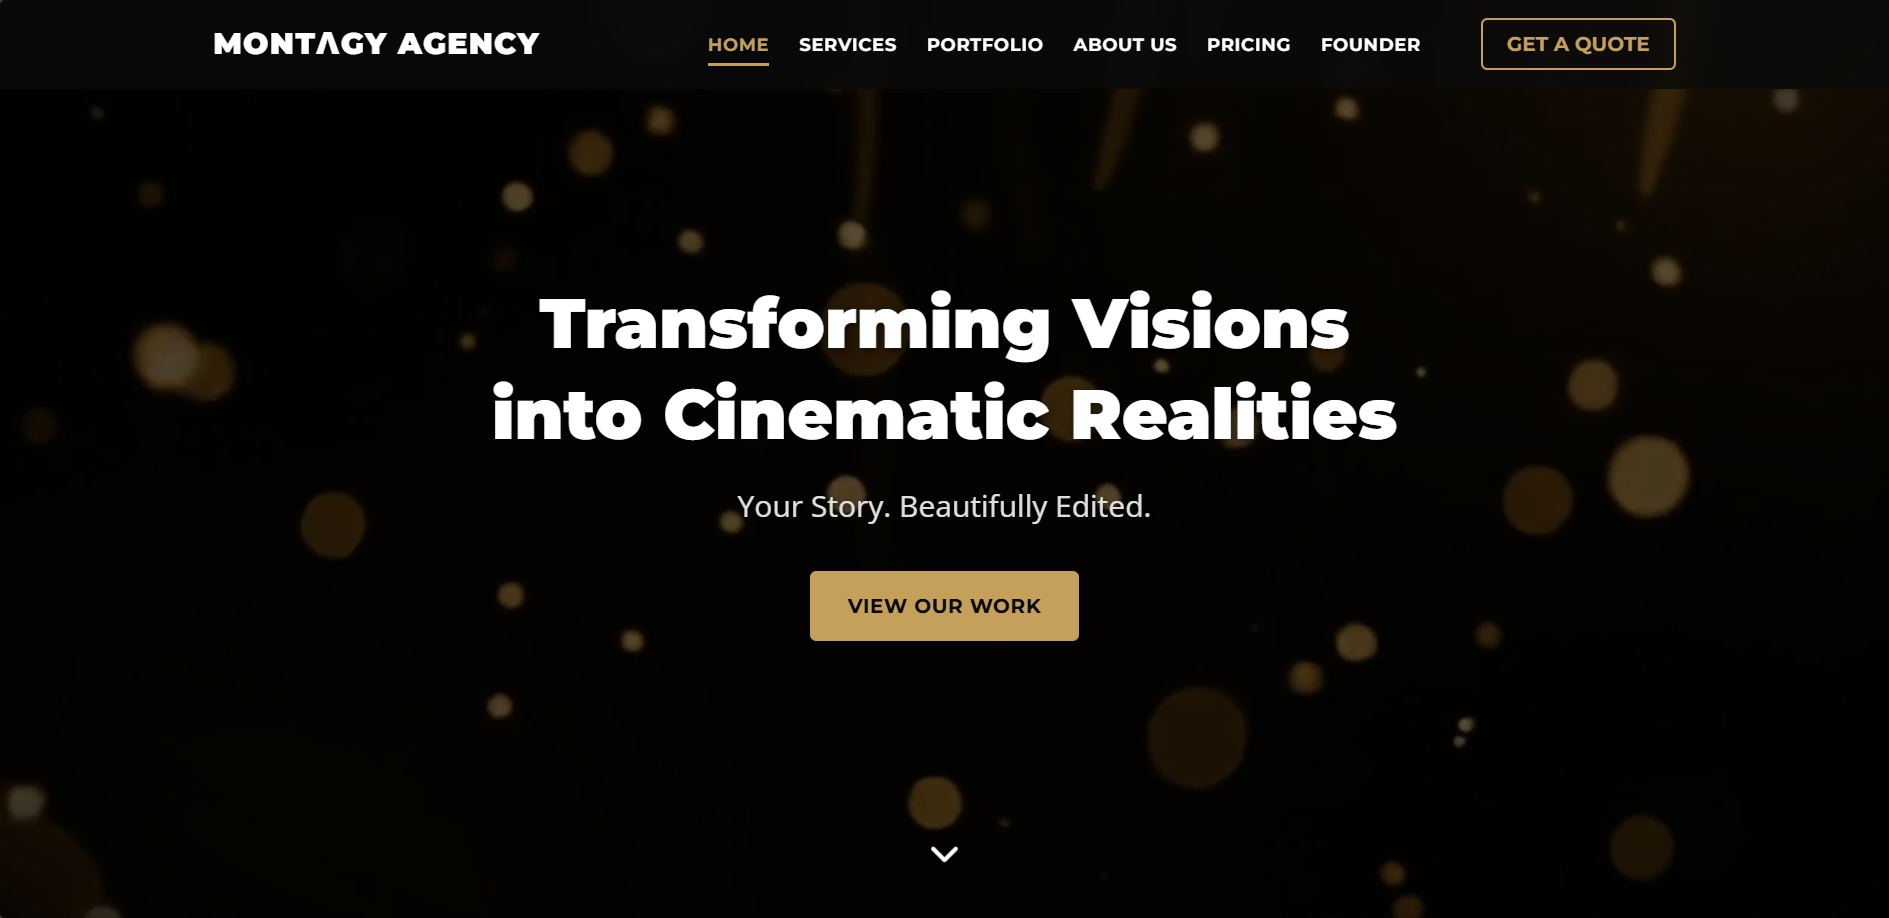 MONTΛGY AGENCY
HOME SERVICES PORTFOLIO ABOUT US PRICING FOUNDER GET A QUOTE
Transforming Visions
into Cinematic Realities
Your Story. Beautifully Edited.
VIEW OUR WORK